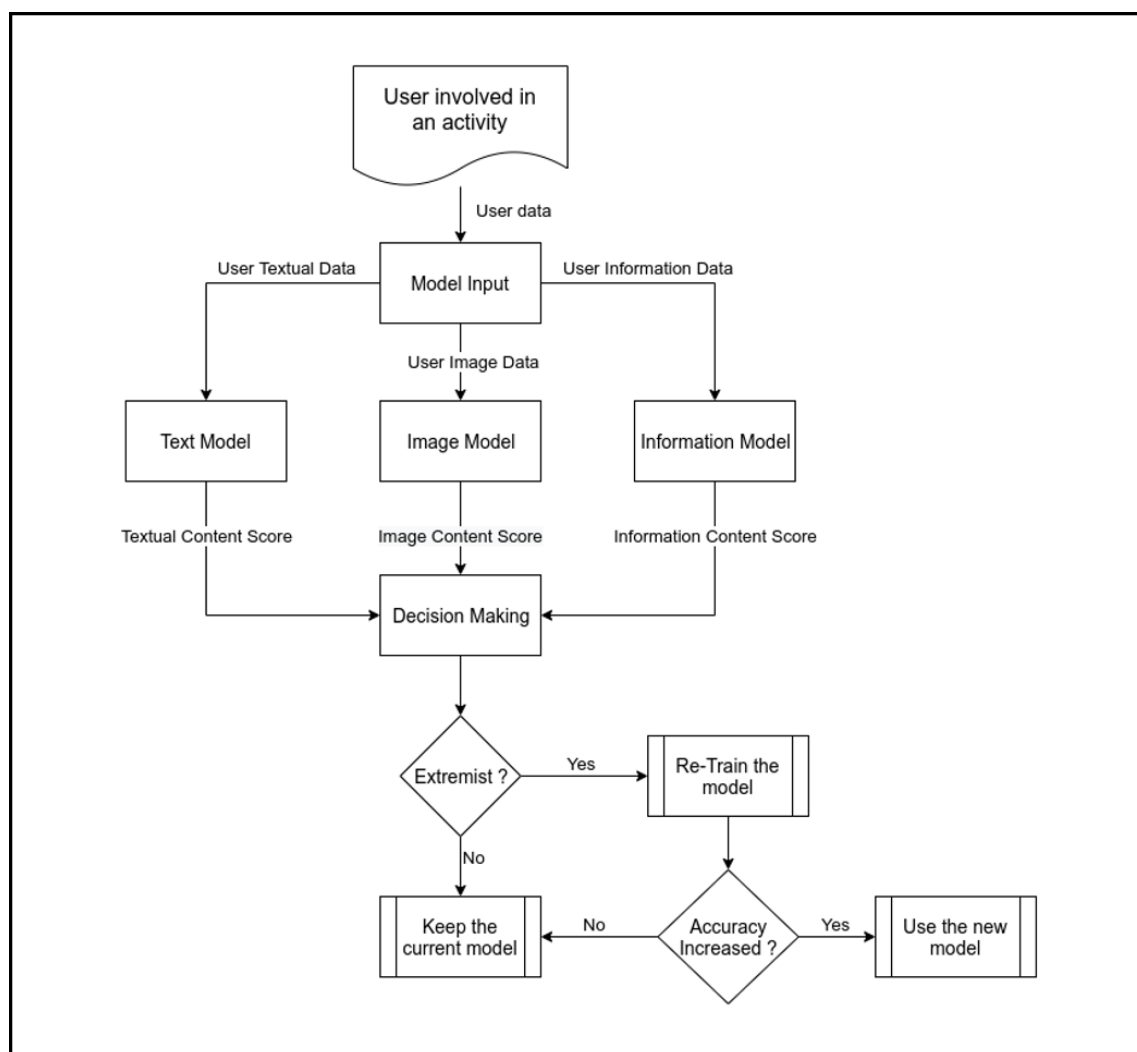 User involved in
an activity
User data
User Textual Data
User Information Data
Model Input
User Image Data
Text Model
Image Model
Information Model
Textual Content Score
Image Content Score
Information Content Score
Decision Making
Extremist ?
Yes
Re-Train the
model
No
Keep the
current model
No
Accuracy
Increased ?
Yes
Use the new
model